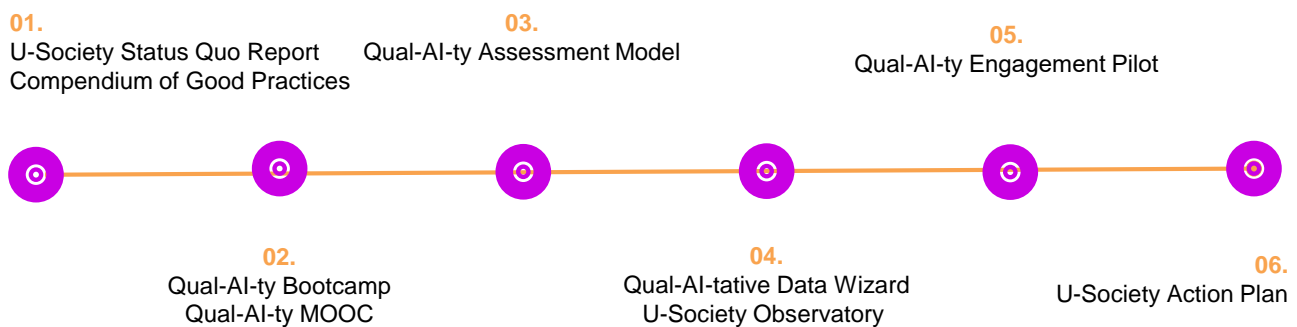 01.
U-Society Status Quo Report
Compendium of Good Practices
02.
Qual-AI-ty Bootcamp
Qual-AI-ty MOOC
03.
Qual-AI-ty Assessment Model
04.
Qual-AI-tative Data Wizard
U-Society Observatory
05.
Qual-AI-ty Engagement Pilot
06.
U-Society Action Plan